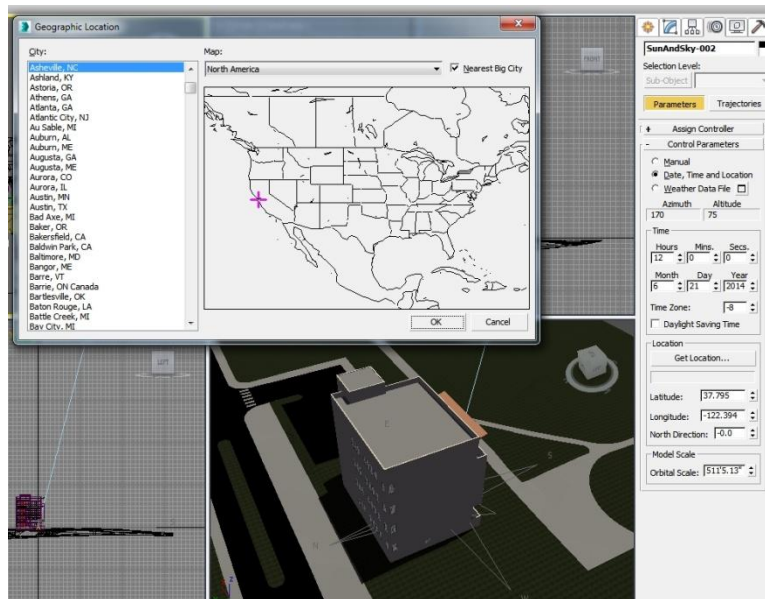 Geographic Location
City:
Map:
North America
Nearest Big City
Asheville, NC
Ashland, KY
Astoria, OR
Athens, GA
Atlanta, GA
Atlantic City, NJ
Au Sable, MI
Auburn, AL
Auburn, ME
Augusta, GA
Augusta, ME
Aurora, CO
Aurora, IL
Austin, MN
Austin, TX
Bad Axe, MI
Baker, OR
Bakersfield, CA
Baldwin Park, CA
Baltimore, MD
Bangor, ME
Barre, VT
Barrie, ON Canada
Bartlesville, OK
Baton Rouge, LA
Battle Creek, MI
Bay City, MI
OK Cancel
FRONT
LEFT
E
S
N
W
z
SunAndSky-002
Selection Level:
Sub-Object
Parameters Trajectories
+ Assign Controller
- Control Parameters
Manual
Date, Time and Location
Weather Data File
Azimuth Altitude
170 75
Time
Hours Mins. Secs.
12 0 0
Month Day Year
6 21 2014
Time Zone: -8
Daylight Saving Time
Location
Get Location...
Latitude: 37.795
Longitude: -122.394
North Direction: -0.0
Model Scale
Orbital Scale: 511'5.13"